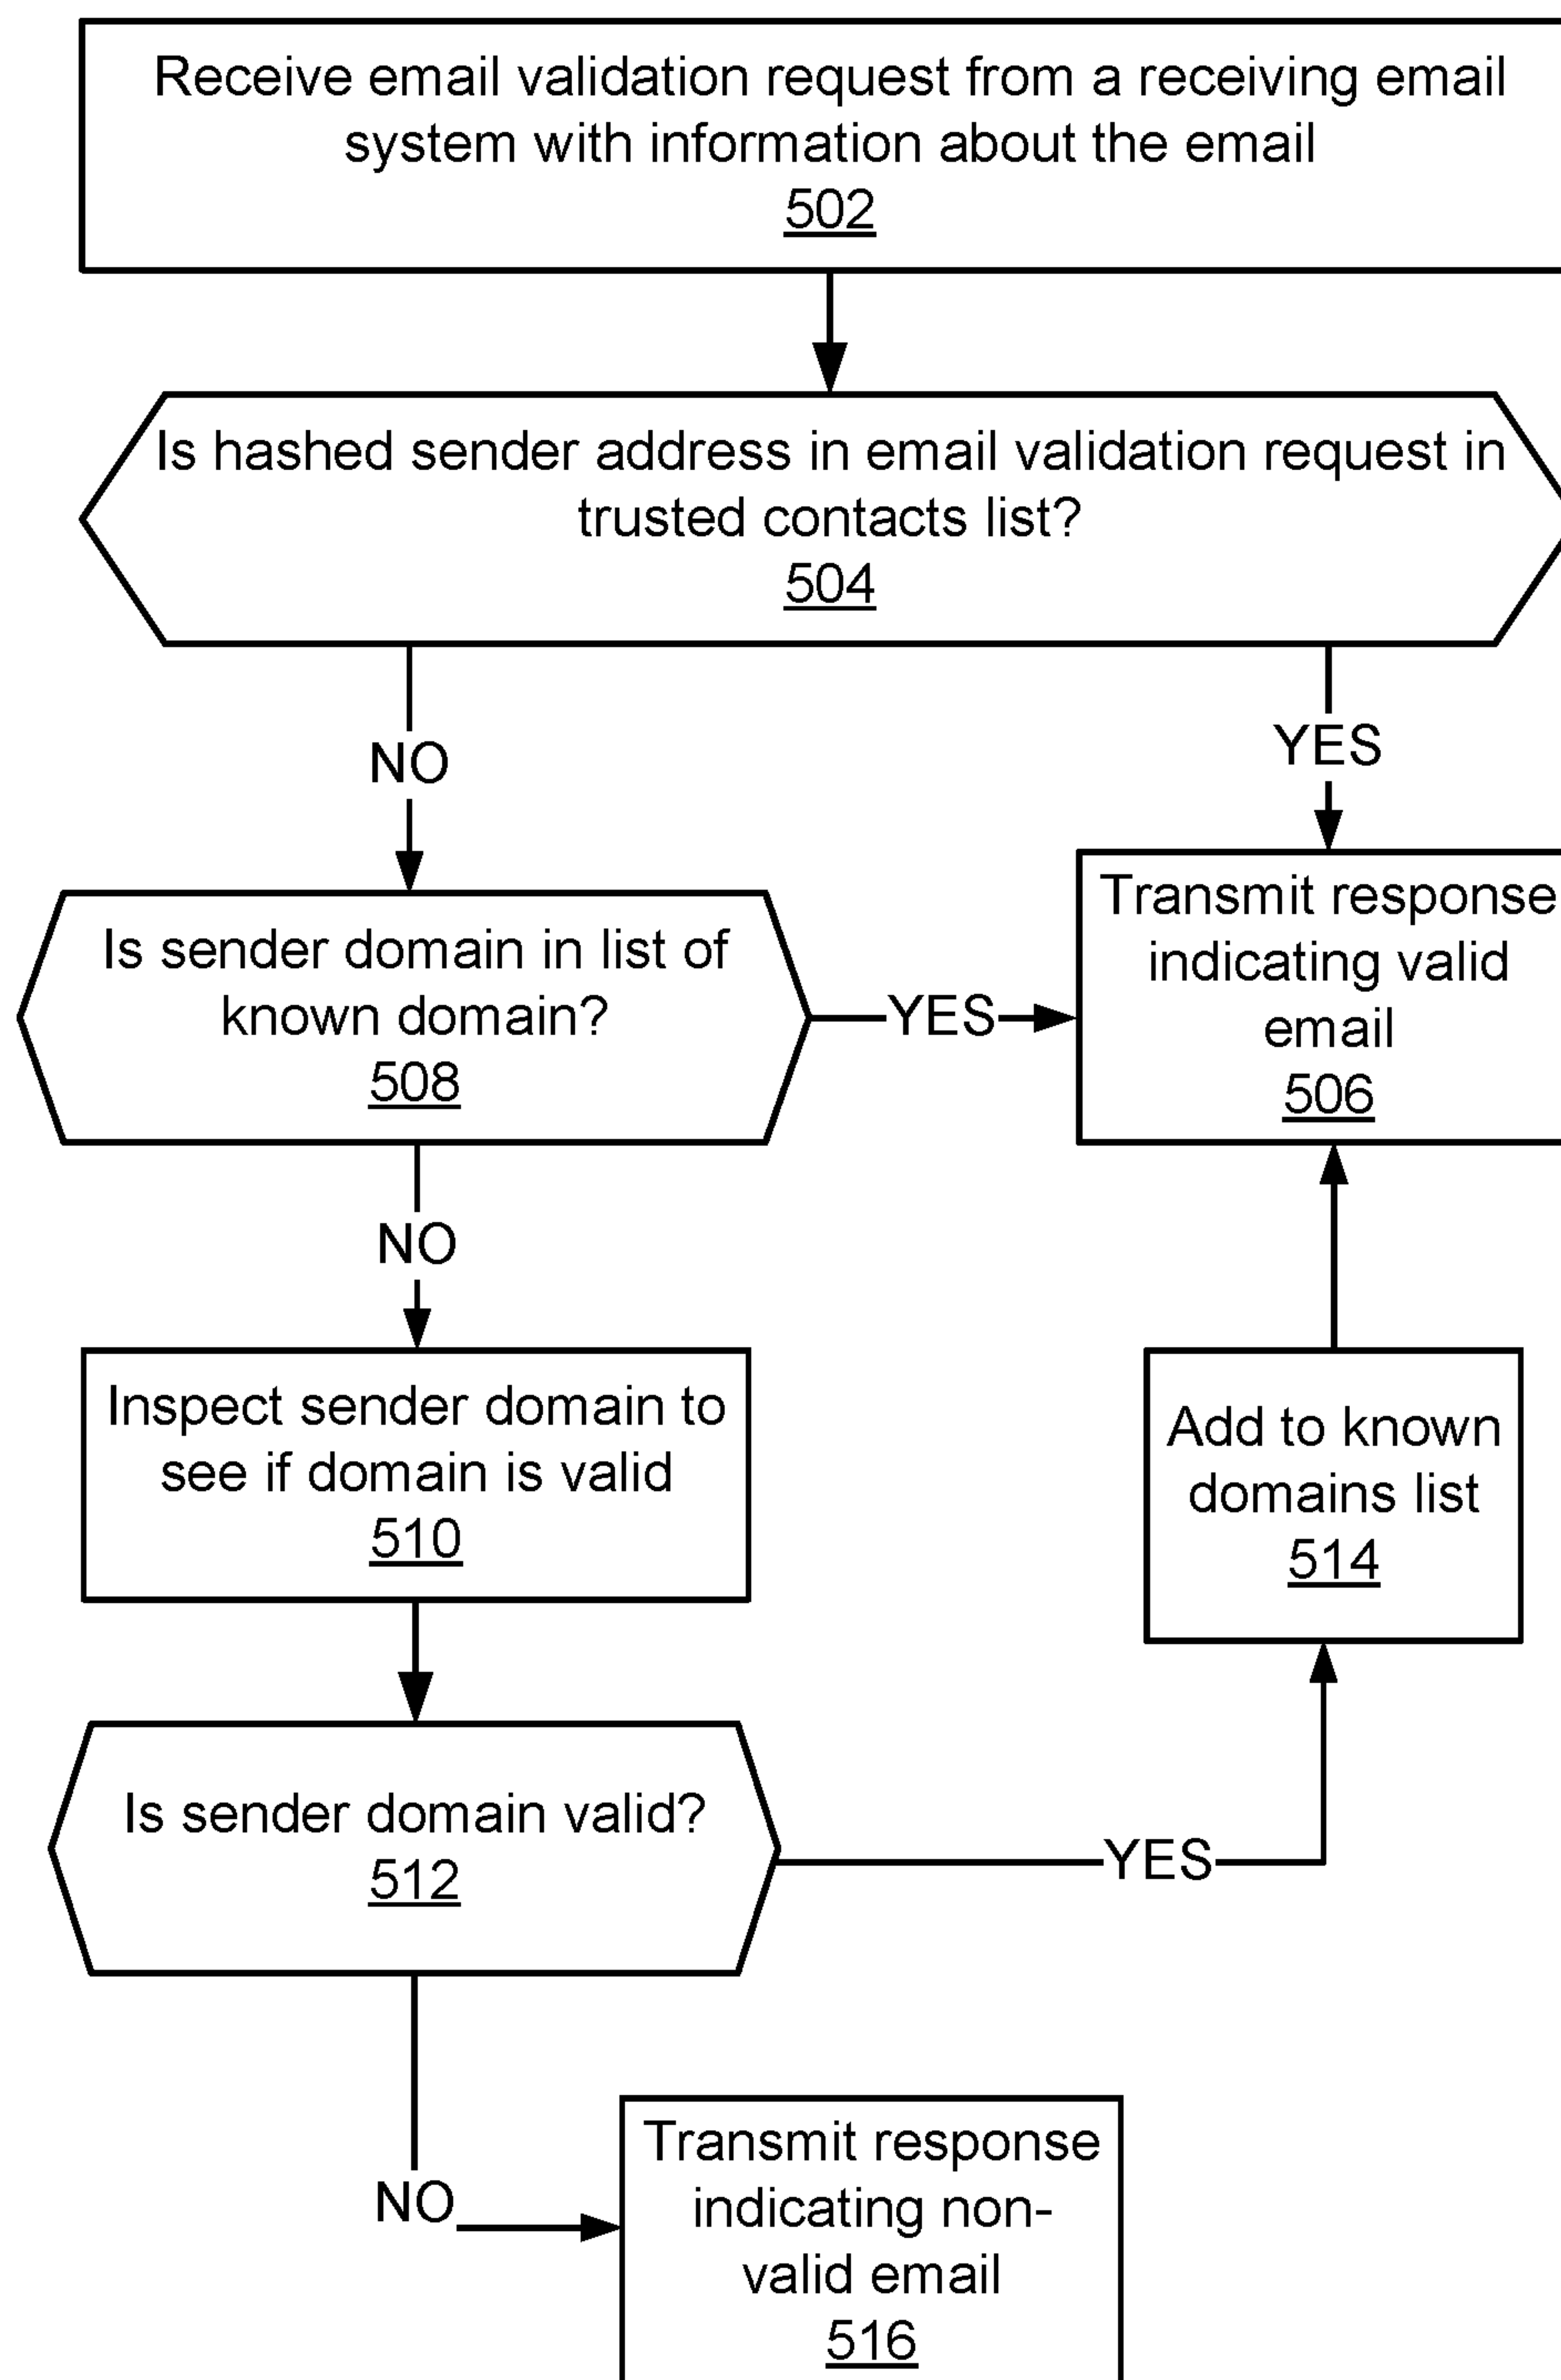 Receive email validation request from a receiving email
system with information about the email
502
Is hashed sender address in email validation request in
trusted contacts list?
504
NO
YES
Is sender domain in list of
known domain?
508
YES
Transmit response
indicating valid
email
506
NO
Inspect sender domain to
see if domain is valid
510
Add to known
domains list
514
Is sender domain valid?
512
YES
NO
Transmit response
indicating non-
valid email
516